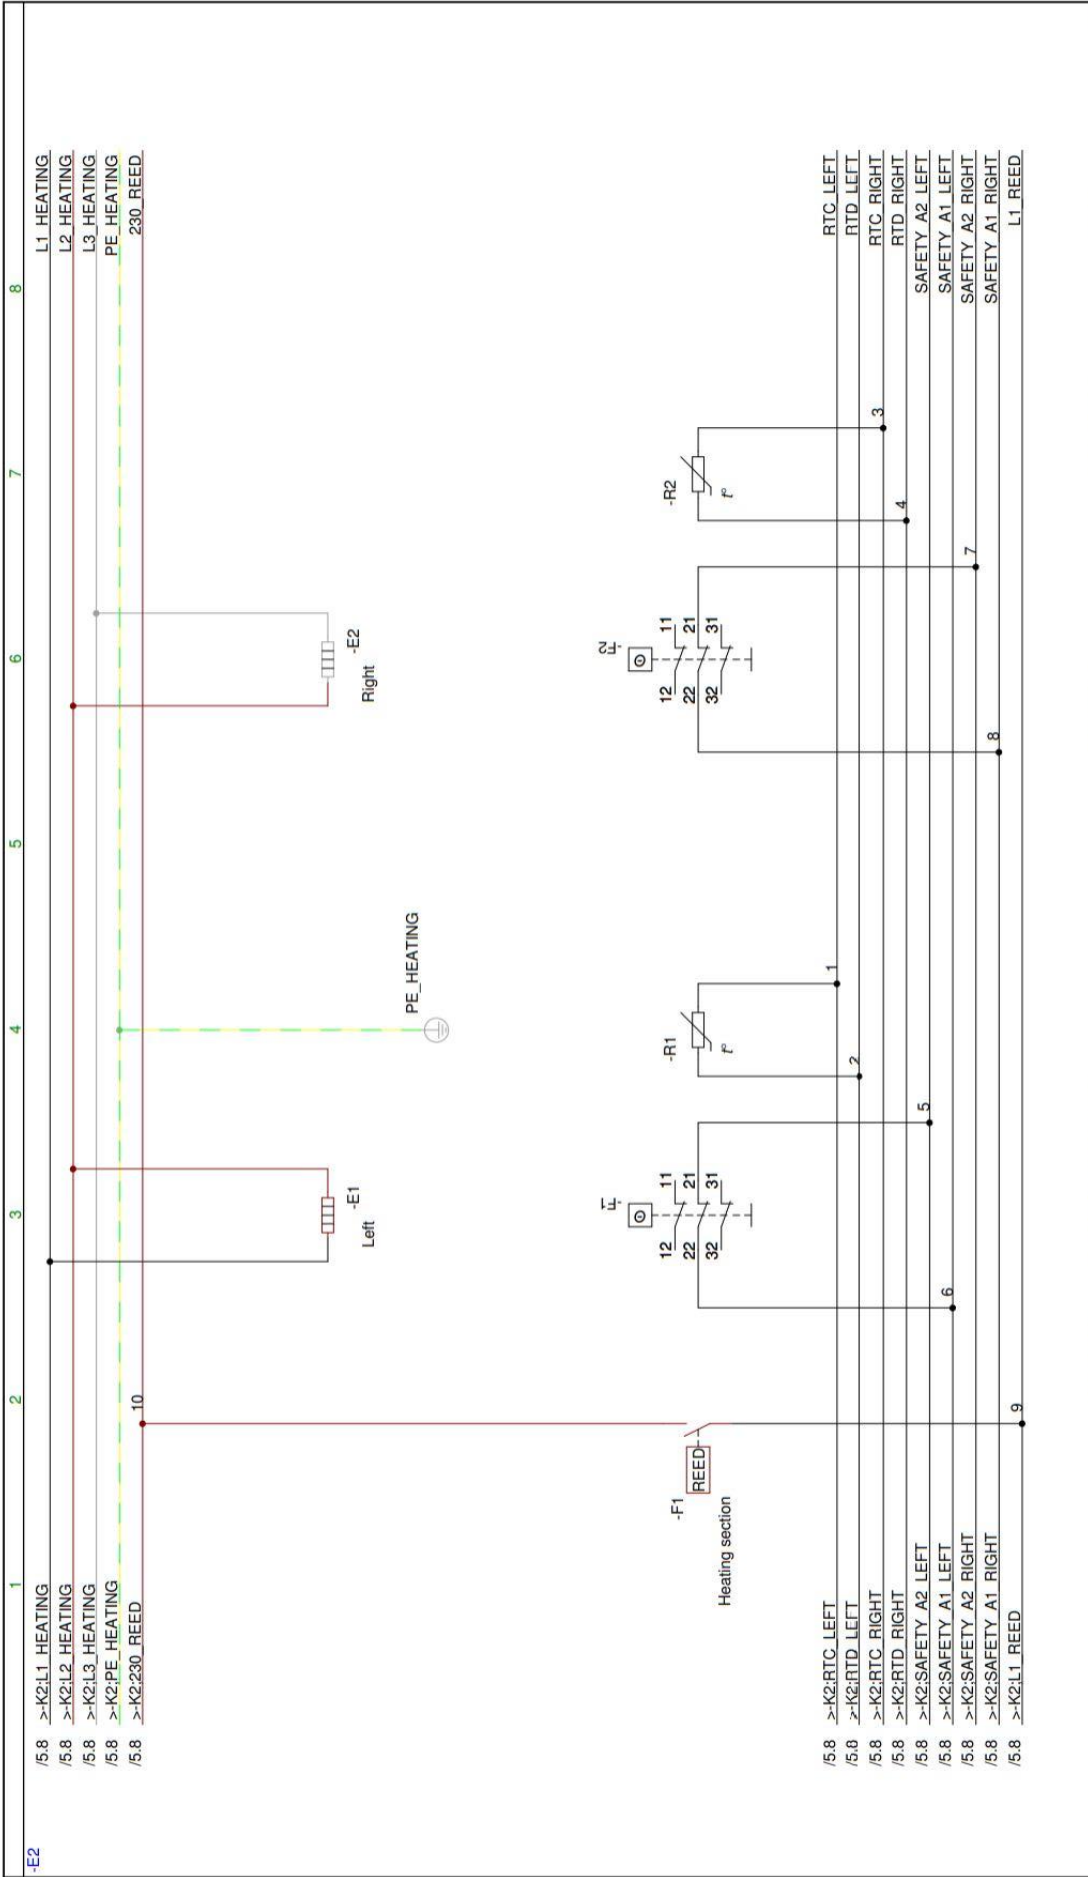 -E2
1 2 3 4 5 6 7 8
/5.8 >-K2:L1_HEATING L1_HEATING
/5.8 >-K2:L2_HEATING L2_HEATING
/5.8 >-K2:L3_HEATING L3_HEATING
/5.8 >-K2:PE_HEATING PE_HEATING
/5.8 >-K2:230_REED 10 230_REED
-E1
Left
-E2
Right
PE_HEATING
-F1
REED
Heating section
-F1
12 11
22 21
32 31
-R1
t°
-F2
12 11
22 21
32 31
-R2
t°
/5.8 >-K2:RTC_LEFT 1 RTC_LEFT
/5.8 >-K2:RTD_LEFT 2 RTD_LEFT
/5.8 >-K2:RTC_RIGHT 3 RTC_RIGHT
/5.8 >-K2:RTD_RIGHT 4 RTD_RIGHT
/5.8 >-K2:SAFETY_A2_LEFT 5 SAFETY_A2_LEFT
/5.8 >-K2:SAFETY_A1_LEFT 6 SAFETY_A1_LEFT
/5.8 >-K2:SAFETY_A2_RIGHT 7 SAFETY_A2_RIGHT
/5.8 >-K2:SAFETY_A1_RIGHT 8 SAFETY_A1_RIGHT
/5.8 >-K2:L1_REED 9 L1_REED